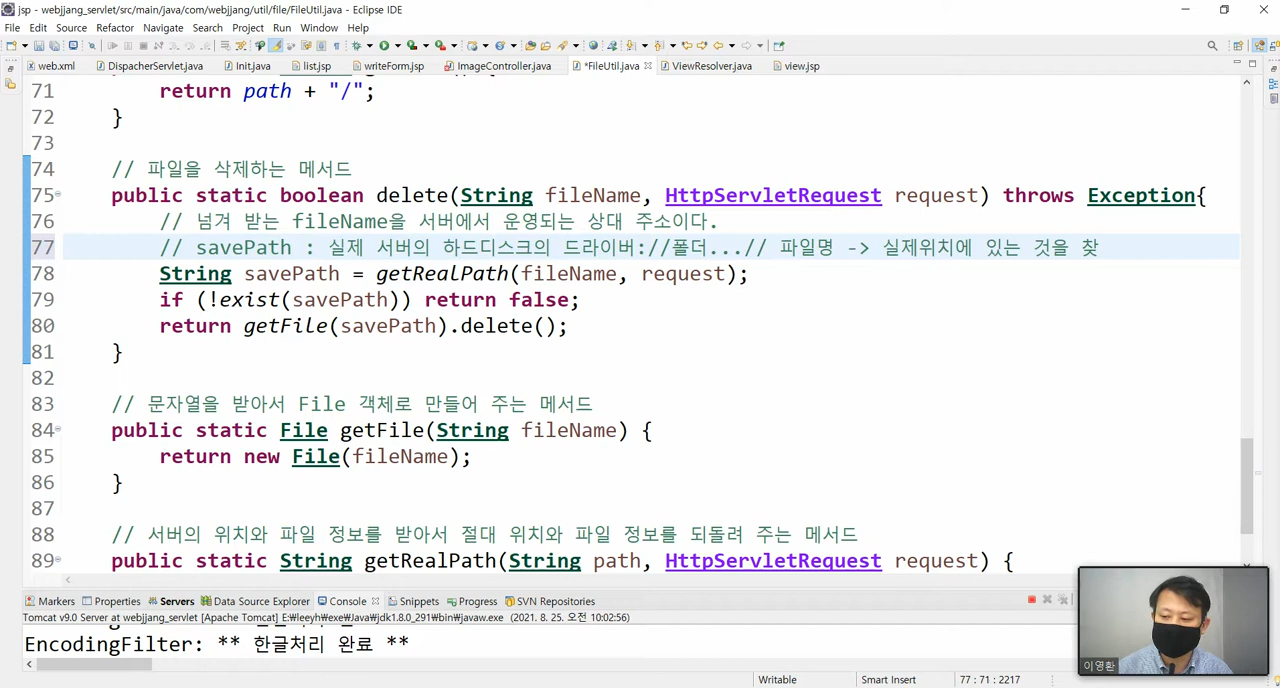 jsp - webjjang_servlet/src/main/java/com/webjjang/util/file/FileUtil.java - Eclipse IDE
File Edit Source Refactor Navigate Search Project Run Window Help
web.xml DispacherServlet.java Init.java list.jsp writeForm.jsp ImageController.java *FileUtil.java ViewResolver.java view.jsp
71 return path + "/";
72 }
73
74 // 파일을 삭제하는 메서드
75 public static boolean delete(String fileName, HttpServletRequest request) throws Exception{
76 // 넘겨 받는 fileName을 서버에서 운영되는 상대 주소이다.
77 // savePath : 실제 서버의 하드디스크의 드라이버://폴더...// 파일명 -> 실제위치에 있는 것을 찾
78 String savePath = getRealPath(fileName, request);
79 if (!exist(savePath)) return false;
80 return getFile(savePath).delete();
81 }
82
83 // 문자열을 받아서 File 객체로 만들어 주는 메서드
84 public static File getFile(String fileName) {
85 return new File(fileName);
86 }
87
88 // 서버의 위치와 파일 정보를 받아서 절대 위치와 파일 정보를 되돌려 주는 메서드
89 public static String getRealPath(String path, HttpServletRequest request) {
Markers Properties Servers Data Source Explorer Console Snippets Progress SVN Repositories
Tomcat v9.0 Server at webjjang_servlet [Apache Tomcat] E:₩leeyh₩exe₩Java₩jdk1.8.0_291₩bin₩javaw.exe (2021. 8. 25. 오전 10:02:56)
EncodingFilter: ** 한글처리 완료 **
이영환
Writable Smart Insert 77 : 71 : 2217